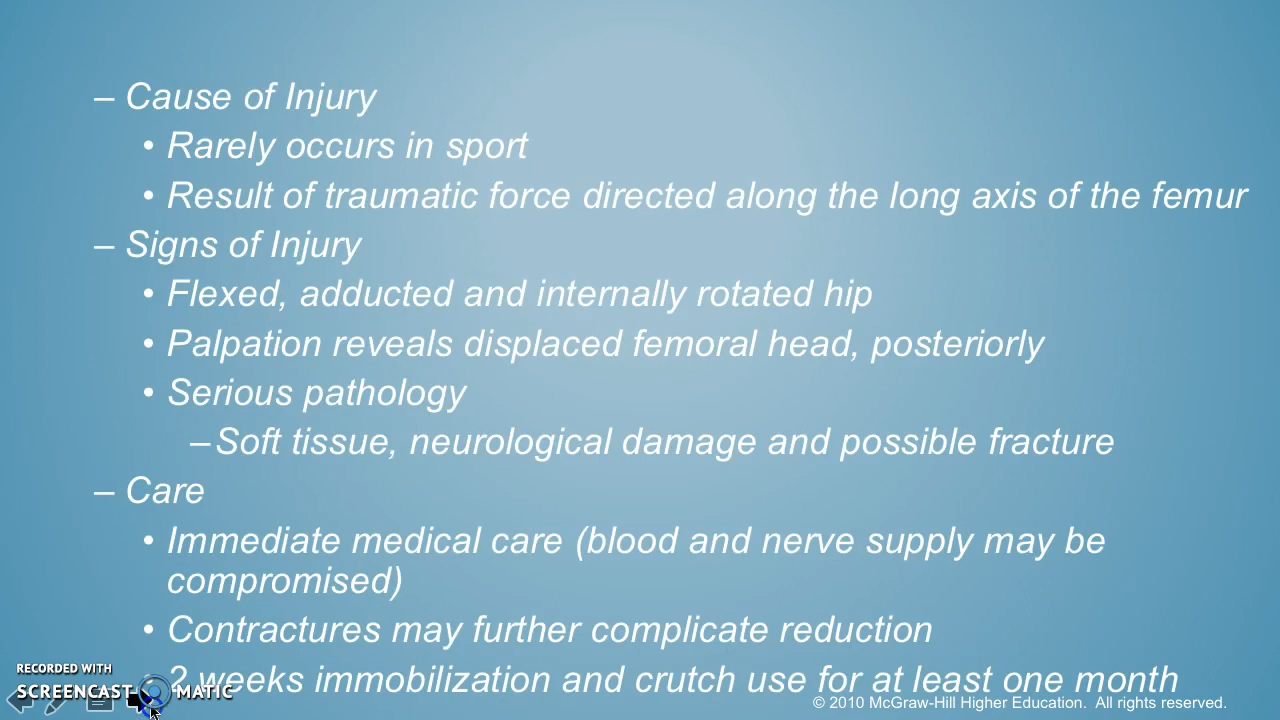 – Cause of Injury
• Rarely occurs in sport
• Result of traumatic force directed along the long axis of the femur
– Signs of Injury
• Flexed, adducted and internally rotated hip
• Palpation reveals displaced femoral head, posteriorly
• Serious pathology
–Soft tissue, neurological damage and possible fracture
– Care
• Immediate medical care (blood and nerve supply may be
compromised)
• Contractures may further complicate reduction
• 2 weeks immobilization and crutch use for at least one month
RECORDED WITH
SCREENCAST MATIC
© 2010 McGraw-Hill Higher Education. All rights reserved.